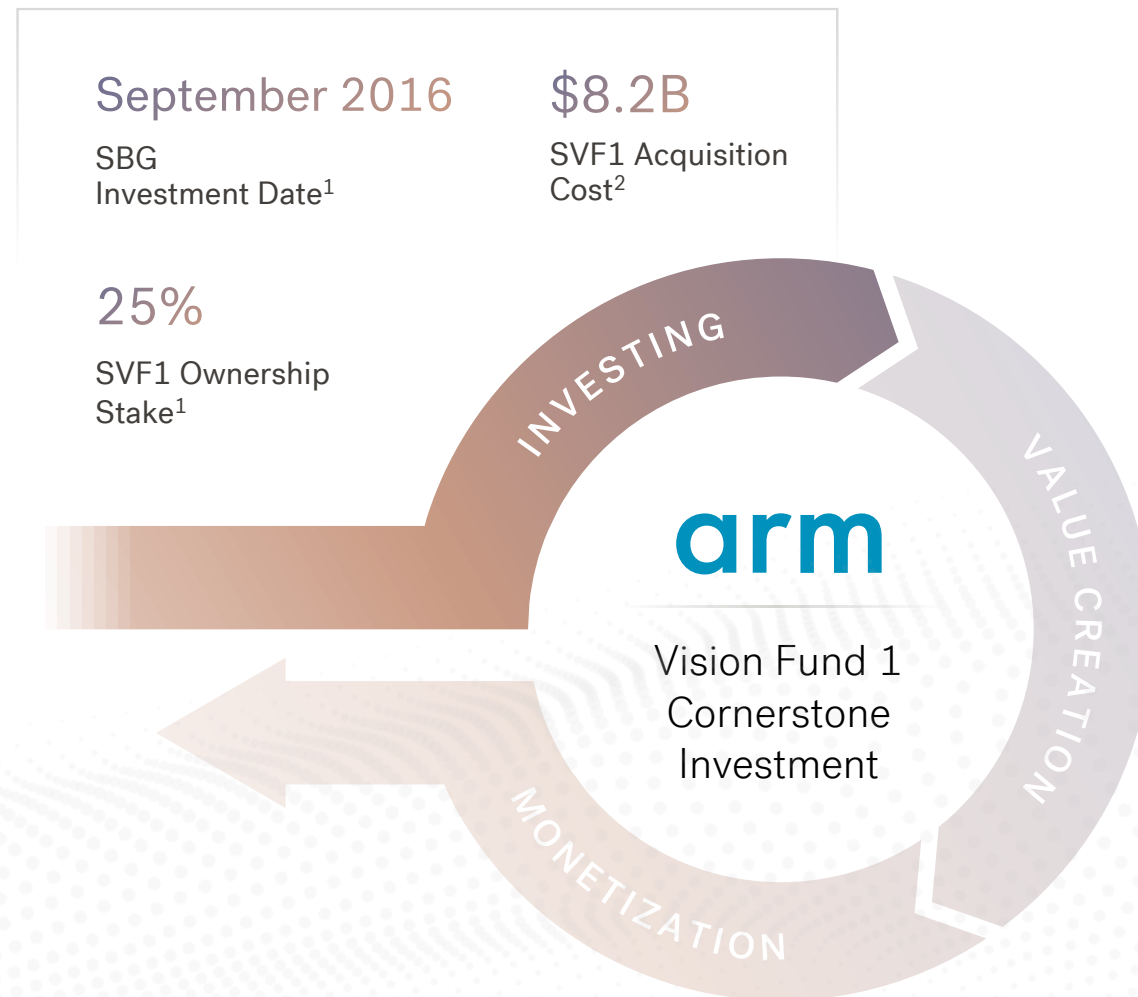 September 2016
SBG
Investment Date1
$8.2B
SVF1 Acquisition
Cost2
25%
SVF1 Ownership
Stake1
INVESTING
VALUE CREATION
MONETIZATION
arm
Vision Fund 1
Cornerstone
Investment